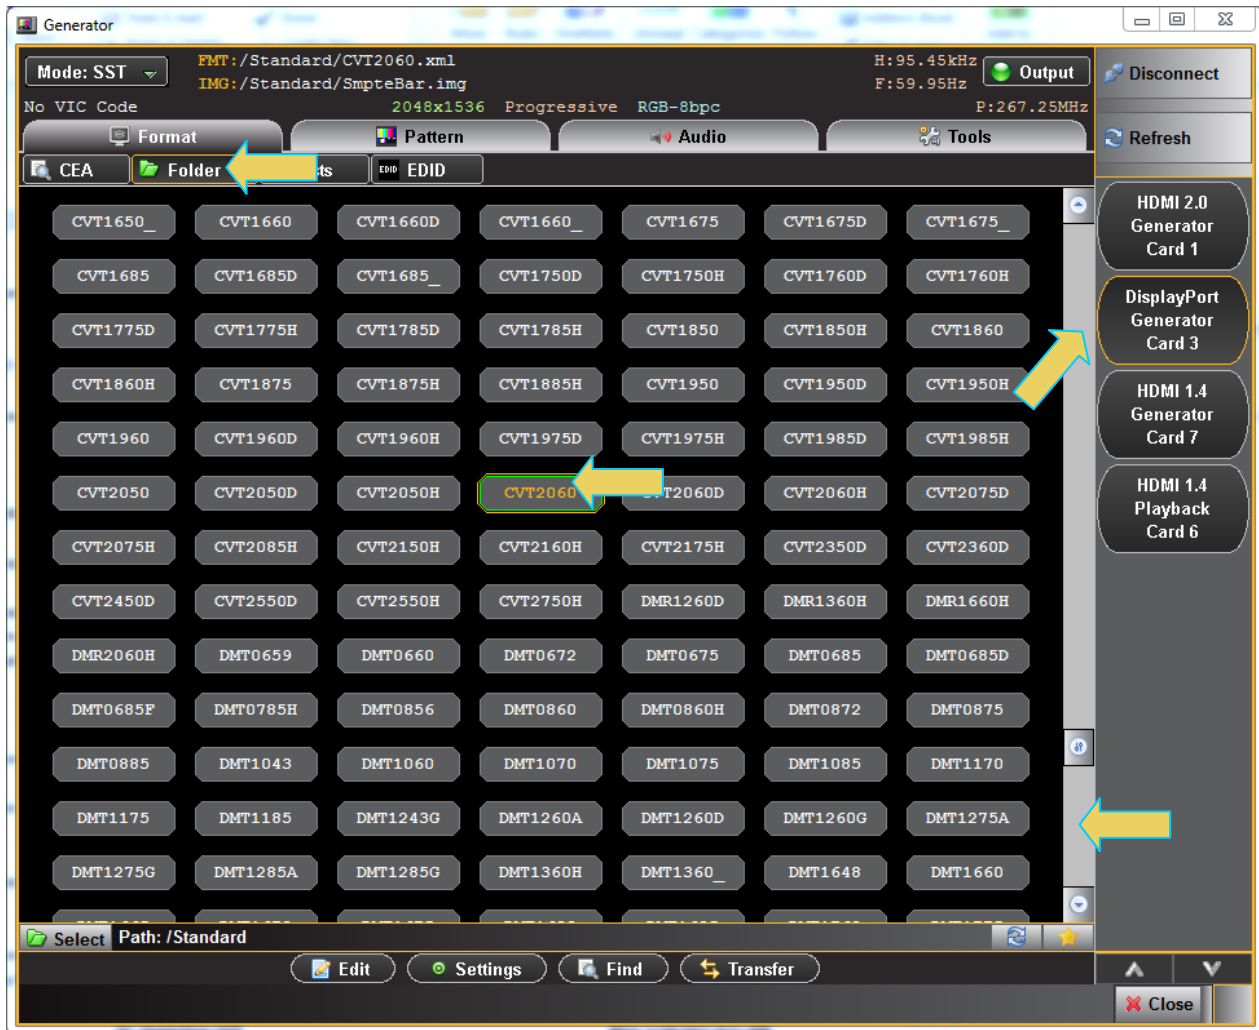 Generator
Mode: SST
FMT:/Standard/CVT2060.xml
IMG:/Standard/SmpteBar.img
H:95.45kHz
F:59.95Hz
Output
No VIC Code
2048x1536 Progressive RGB-8bpc
P:267.25MHz
Format Pattern Audio Tools
CEA Folder ts EDID EDID
CVT1650_ CVT1660 CVT1660D CVT1660_ CVT1675 CVT1675D CVT1675_
CVT1685 CVT1685D CVT1685_ CVT1750D CVT1750H CVT1760D CVT1760H
CVT1775D CVT1775H CVT1785D CVT1785H CVT1850 CVT1850H CVT1860
CVT1860H CVT1875 CVT1875H CVT1885H CVT1950 CVT1950D CVT1950H
CVT1960 CVT1960D CVT1960H CVT1975D CVT1975H CVT1985D CVT1985H
CVT2050 CVT2050D CVT2050H CVT2060 T2060D CVT2060H CVT2075D
CVT2075H CVT2085H CVT2150H CVT2160H CVT2175H CVT2350D CVT2360D
CVT2450D CVT2550D CVT2550H CVT2750H DMR1260D DMR1360H DMR1660H
DMR2060H DMT0659 DMT0660 DMT0672 DMT0675 DMT0685 DMT0685D
DMT0685F DMT0785H DMT0856 DMT0860 DMT0860H DMT0872 DMT0875
DMT0885 DMT1043 DMT1060 DMT1070 DMT1075 DMT1085 DMT1170
DMT1175 DMT1185 DMT1243G DMT1260A DMT1260D DMT1260G DMT1275A
DMT1275G DMT1285A DMT1285G DMT1360H DMT1360_ DMT1648 DMT1660
Select Path: /Standard
Edit Settings Find Transfer
Disconnect
Refresh
HDMI 2.0
Generator
Card 1
DisplayPort
Generator
Card 3
HDMI 1.4
Generator
Card 7
HDMI 1.4
Playback
Card 6
Close